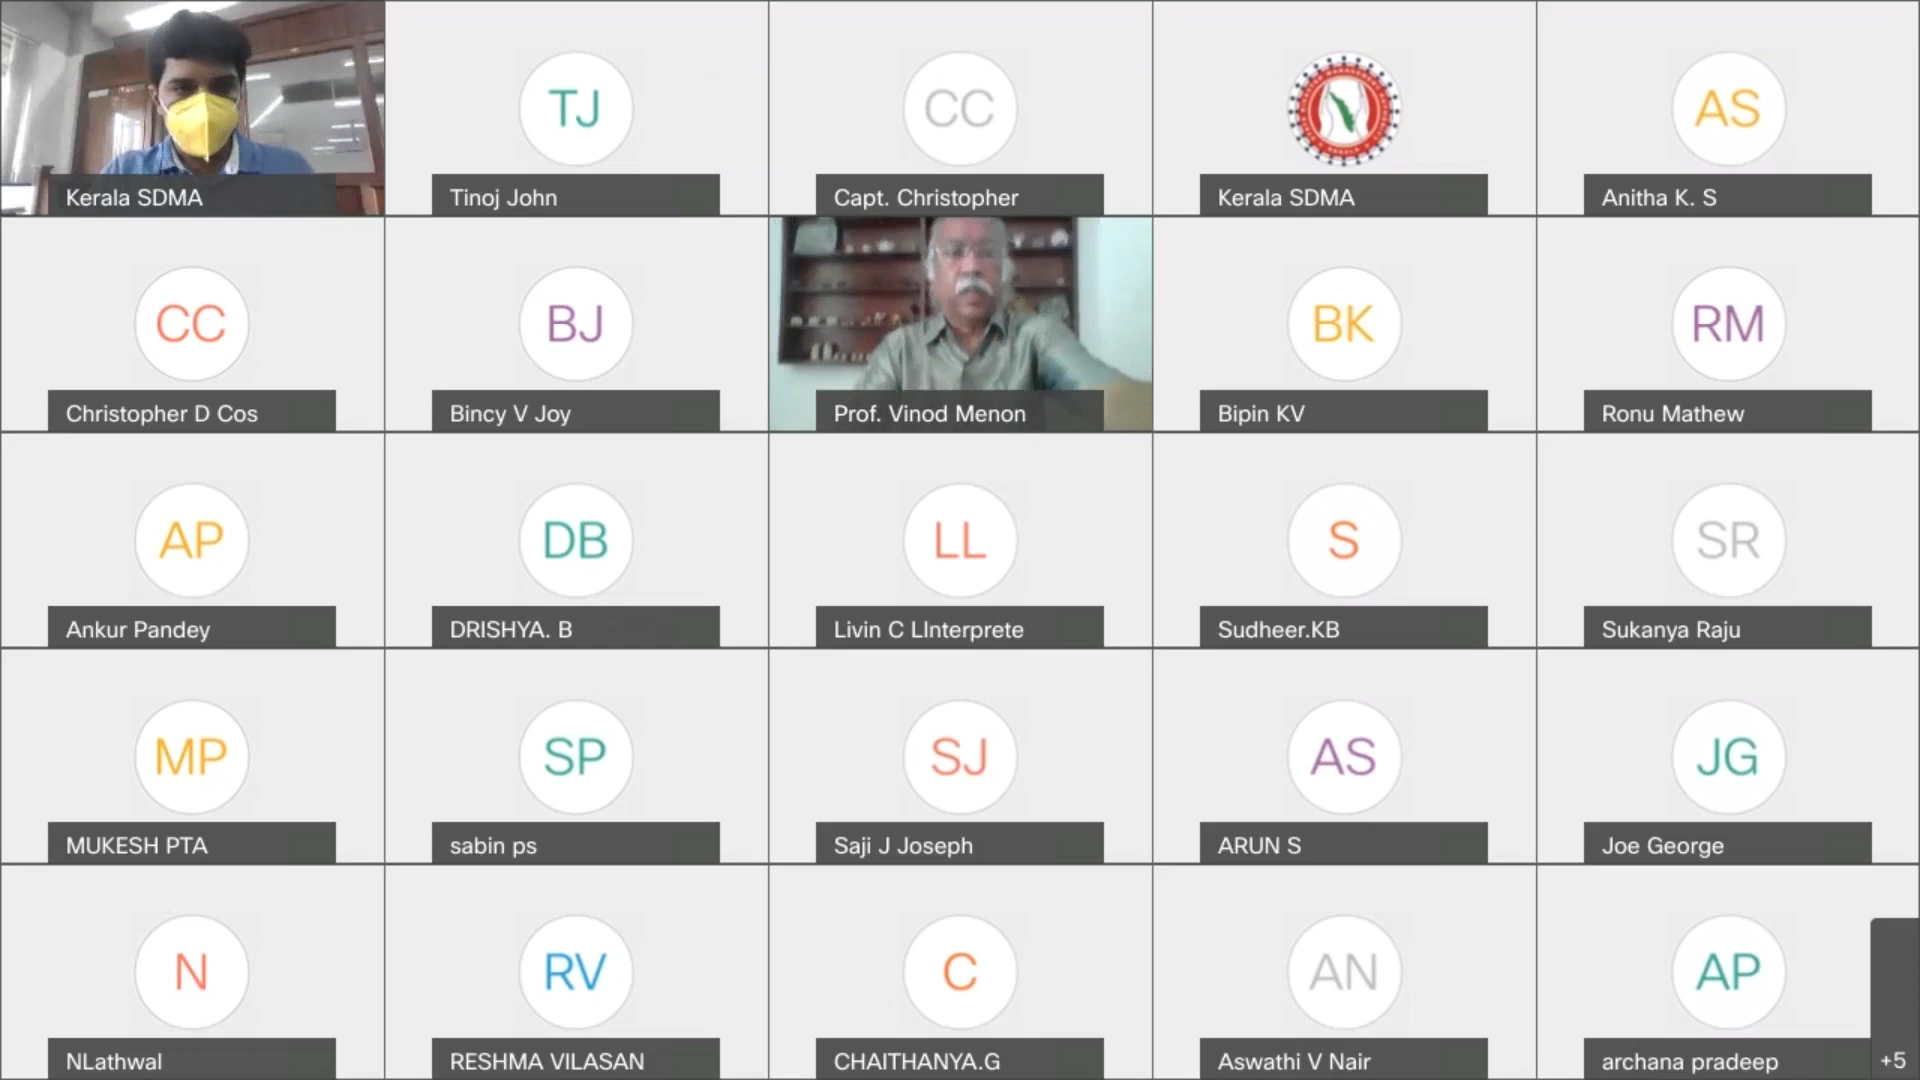 TJ
CC
AS
Kerala SDMA
Tinoj John
Capt. Christopher
Kerala SDMA
Anitha K. S
CC
BJ
BK
RM
Christopher D Cos
Bincy V Joy
Prof. Vinod Menon
Bipin KV
Ronu Mathew
AP
DB
LL
S
SR
Ankur Pandey
DRISHYA. B
Livin C LInterprete
Sudheer.KB
Sukanya Raju
MP
SP
SJ
AS
JG
MUKESH PTA
sabin ps
Saji J Joseph
ARUN S
Joe George
N
RV
C
AN
AP
NLathwal
RESHMA VILASAN
CHAITHANYA.G
Aswathi V Nair
archana pradeep
+5